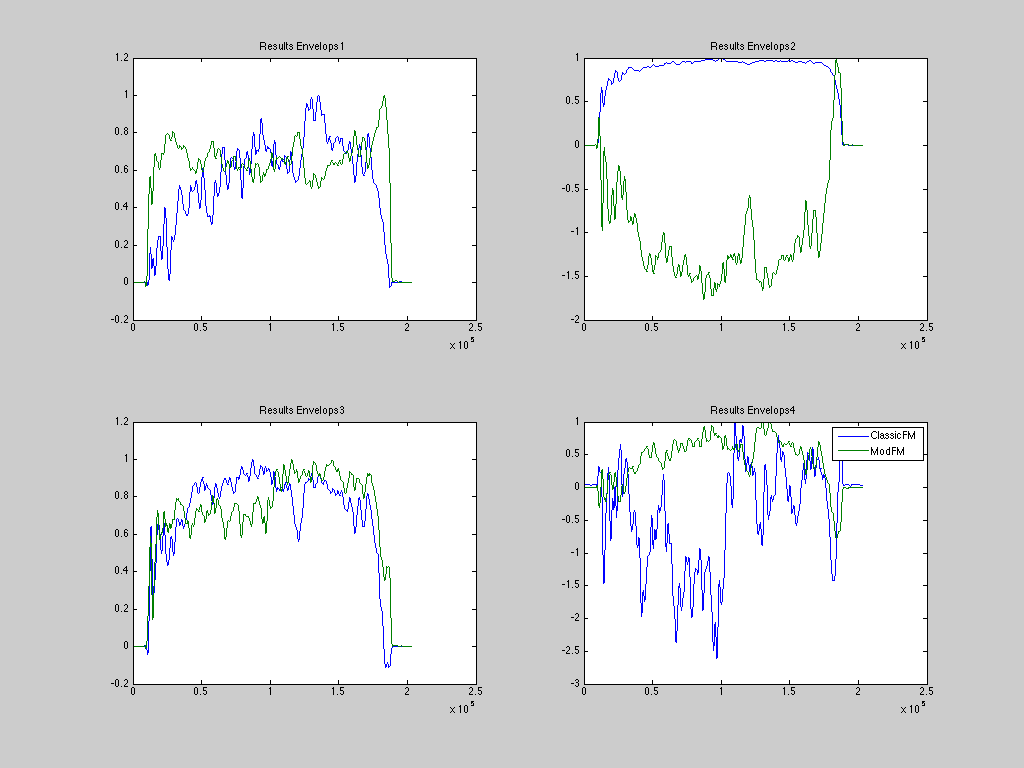 Results Envelops1
1.2
1
0.8
0.6
0.4
0.2
0
-0.2
0 0.5 1 1.5 2 2.5
x 10^5
Results Envelops2
1
0.5
0
-0.5
-1
-1.5
-2
0 0.5 1 1.5 2 2.5
x 10^5
Results Envelops3
1.2
1
0.8
0.6
0.4
0.2
0
-0.2
0 0.5 1 1.5 2 2.5
x 10^5
Results Envelops4
1
0.5
0
-0.5
-1
-1.5
-2
-2.5
-3
0 0.5 1 1.5 2 2.5
x 10^5
ClassicFM
ModFM